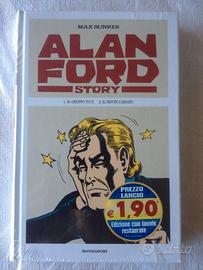 MAX BUNKER
ALAN
FORD
STORY
1. IL GRUPPO T.N.T. 2. IL DENTE CARIATO
PREZZO
LANCIO
€ 1,90
Edizione con tavole
restaurate
MONDADORI
subito